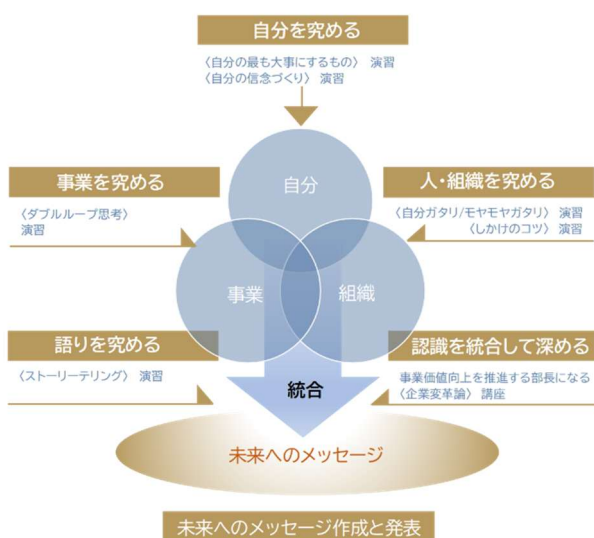 自分を究める
〈自分の最も大事にするもの〉 演習
〈自分の信念づくり〉 演習
自分
事業を究める
〈ダブルループ思考〉
演習
人・組織を究める
〈自分ガタリ/モヤモヤガタリ〉 演習
〈しかけのコツ〉 演習
事業
組織
語りを究める
〈ストーリーテリング〉 演習
認識を統合して深める
事業価値向上を推進する部長になる
〈企業変革論〉 講座
統合
未来へのメッセージ
未来へのメッセージ作成と発表